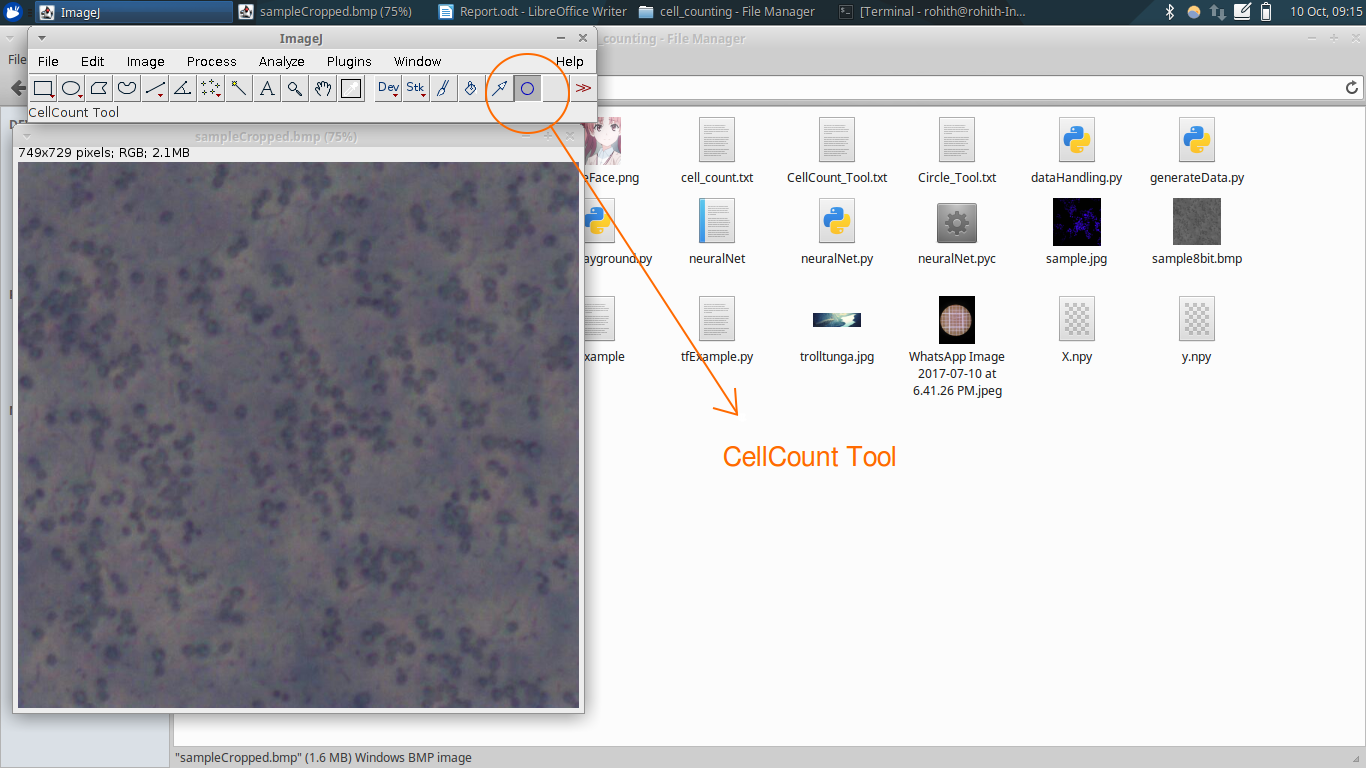 ImageJ
sampleCropped.bmp (75%)
Report.odt - LibreOffice Writer
cell_counting - File Manager
[Terminal - rohith@rohith-In...
10 Oct, 09:15
ImageJ
_counting - File Manager
File
File Edit Image Process Analyze Plugins Window Help
Dev Stk
CellCount Tool
sampleCropped.bmp (75%)
749x729 pixels; RGB; 2.1MB
eFace.png
cell_count.txt
CellCount_Tool.txt
Circle_Tool.txt
dataHandling.py
generateData.py
ayground.py
neuralNet
neuralNet.py
neuralNet.pyc
sample.jpg
sample8bit.bmp
xample
tfExample.py
trolltunga.jpg
WhatsApp Image
2017-07-10 at
6.41.26 PM.jpeg
X.npy
y.npy
CellCount Tool
"sampleCropped.bmp" (1.6 MB) Windows BMP image